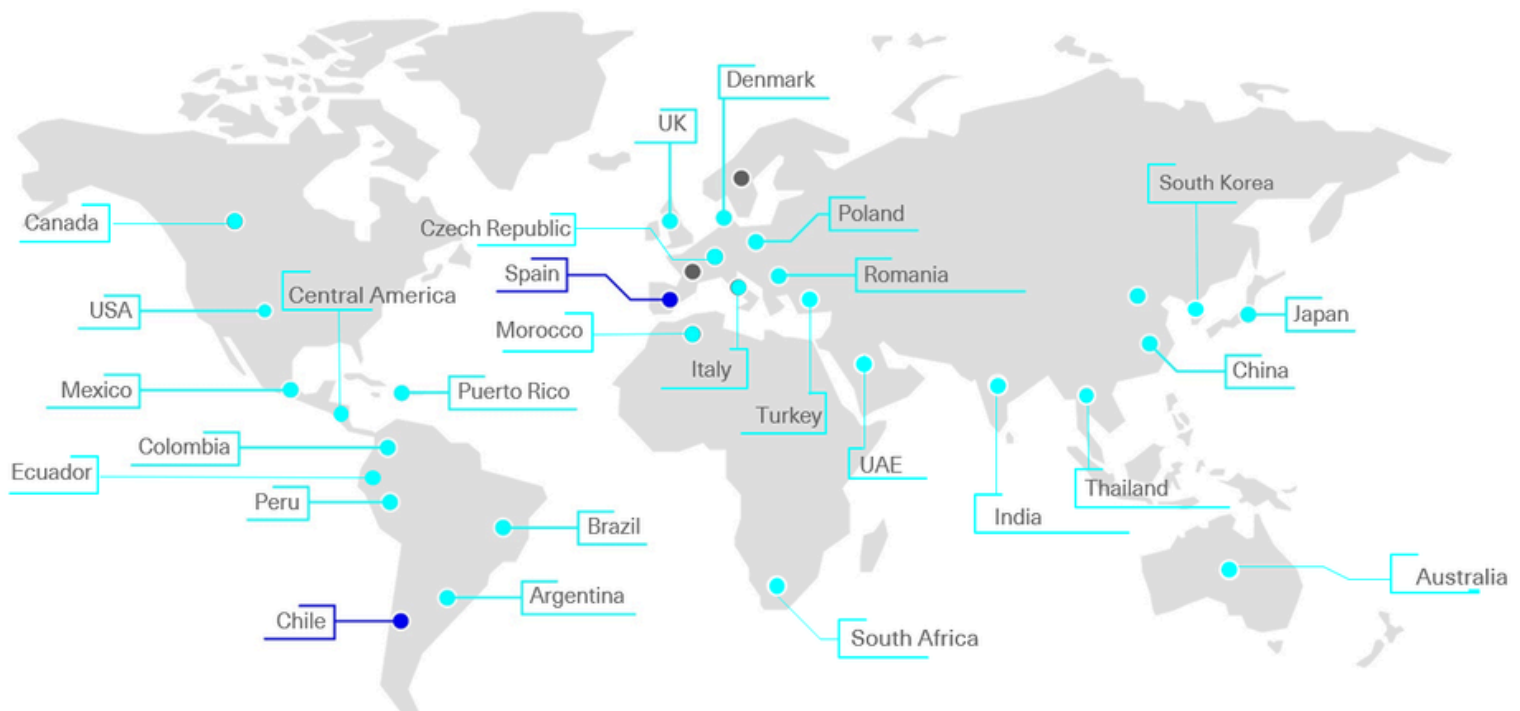 Denmark
UK
South Korea
Canada
Czech Republic
Poland
Spain
Romania
Central America
USA
Morocco
Japan
Italy
China
Mexico
Puerto Rico
Turkey
Colombia
UAE
Ecuador
Thailand
Peru
India
Brazil
Australia
Argentina
Chile
South Africa